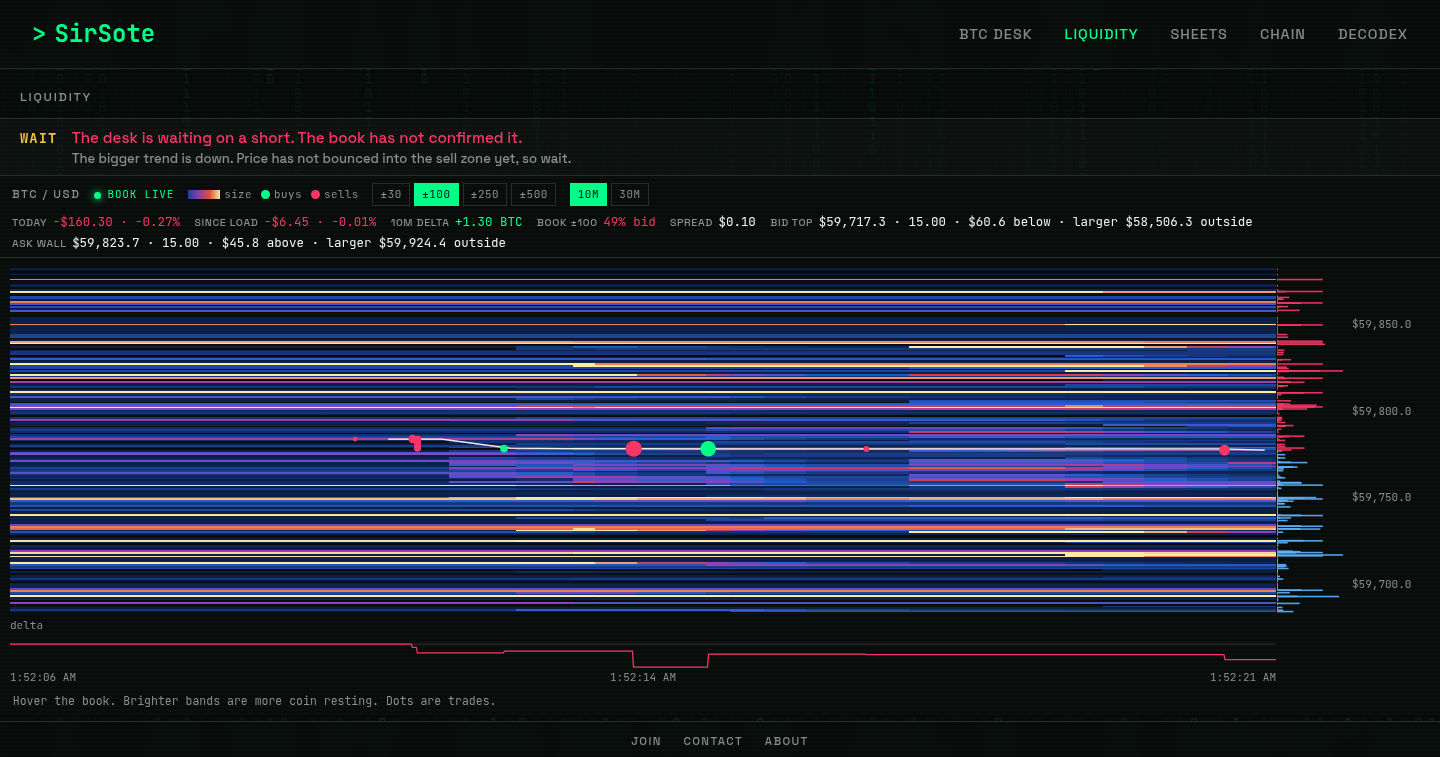 > SirSote
BTC DESK LIQUIDITY SHEETS CHAIN DECODEX
LIQUIDITY
WAIT The desk is waiting on a short. The book has not confirmed it.
The bigger trend is down. Price has not bounced into the sell zone yet, so wait.
BTC / USD BOOK LIVE size buys sells ±30 ±100 ±250 ±500 10M 30M
TODAY -$160.30 · -0.27% SINCE LOAD -$6.45 · -0.01% 10M DELTA +1.30 BTC BOOK ±100 49% bid SPREAD $0.10 BID TOP $59,717.3 · 15.00 · $60.6 below · larger $58,506.3 outside
ASK WALL $59,823.7 · 15.00 · $45.8 above · larger $59,924.4 outside
$59,850.0
$59,800.0
$59,750.0
$59,700.0
delta
1:52:06 AM 1:52:14 AM 1:52:21 AM
Hover the book. Brighter bands are more coin resting. Dots are trades.
JOIN CONTACT ABOUT